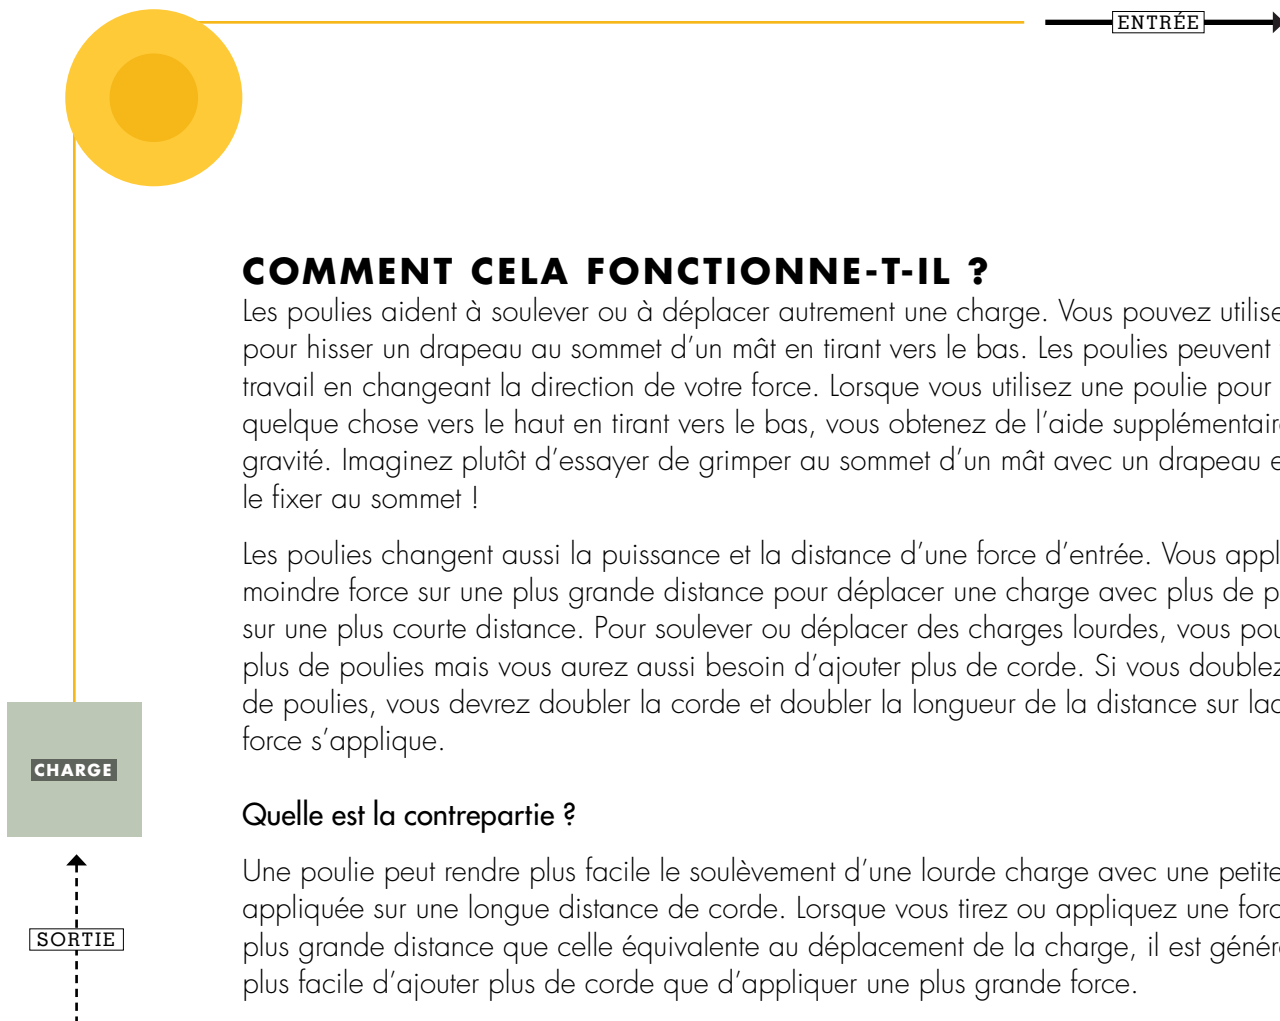 ENTRÉE
COMMENT CELA FONCTIONNE-T-IL ?
Les poulies aident à soulever ou à déplacer autrement une charge. Vous pouvez utilise
pour hisser un drapeau au sommet d’un mât en tirant vers le bas. Les poulies peuvent
travail en changeant la direction de votre force. Lorsque vous utilisez une poulie pour
quelque chose vers le haut en tirant vers le bas, vous obtenez de l’aide supplémentaire
gravité. Imaginez plutôt d’essayer de grimper au sommet d’un mât avec un drapeau e
le fixer au sommet !
Les poulies changent aussi la puissance et la distance d’une force d’entrée. Vous appl
moindre force sur une plus grande distance pour déplacer une charge avec plus de p
sur une plus courte distance. Pour soulever ou déplacer des charges lourdes, vous pou
plus de poulies mais vous aurez aussi besoin d’ajouter plus de corde. Si vous doublez
de poulies, vous devrez doubler la corde et doubler la longueur de la distance sur
force s’applique.
CHARGE
Quelle est la contrepartie ?
Une poulie peut rendre plus facile le soulèvement d’une lourde charge avec une petite
appliquée sur une longue distance de corde. Lorsque vous tirez ou appliquez une forc
SORTIE
plus grande distance que celle équivalente au déplacement de la charge, il est génér
plus facile d’ajouter plus de corde que d’appliquer une plus grande force.